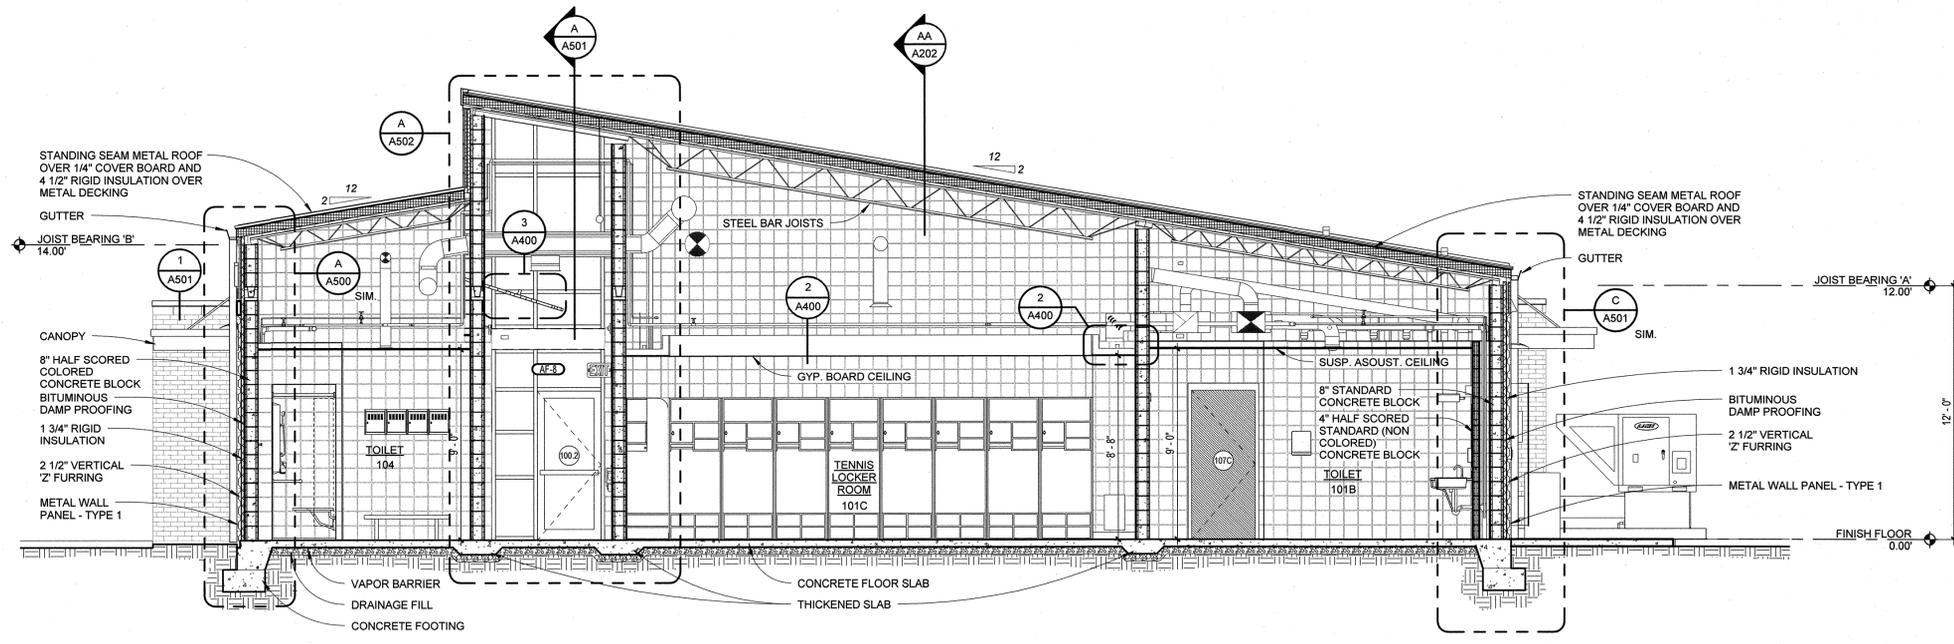 A
A501
AA
A202
A
A502
STANDING SEAM METAL ROOF
OVER 1/4" COVER BOARD AND
4 1/2" RIGID INSULATION OVER
METAL DECKING
12
2
12
2
GUTTER
JOIST BEARING 'B'
14.00'
1
A501
A
A500
SIM.
3
A400
STEEL BAR JOISTS
2
A400
2
A400
STANDING SEAM METAL ROOF
OVER 1/4" COVER BOARD AND
4 1/2" RIGID INSULATION OVER
METAL DECKING
GUTTER
JOIST BEARING 'A'
12.00'
C
A501
SIM.
CANOPY
8" HALF SCORED
COLORED
CONCRETE BLOCK
BITUMINOUS
DAMP PROOFING
1 3/4" RIGID
INSULATION
2 1/2" VERTICAL
'Z' FURRING
METAL WALL
PANEL - TYPE 1
TOILET
104
9' - 0"
AF-8
EXIT
100.2
GYP. BOARD CEILING
TENNIS
LOCKER
ROOM
101C
8' - 8"
9' - 0"
107C
SUSP. ASOUST. CEILING
8" STANDARD
CONCRETE BLOCK
4" HALF SCORED
STANDARD (NON
COLORED)
CONCRETE BLOCK
TOILET
101B
1 3/4" RIGID INSULATION
BITUMINOUS
DAMP PROOFING
2 1/2" VERTICAL
'Z' FURRING
METAL WALL PANEL - TYPE 1
12' - 0"
FINISH FLOOR
0.00'
VAPOR BARRIER
DRAINAGE FILL
CONCRETE FOOTING
CONCRETE FLOOR SLAB
THICKENED SLAB